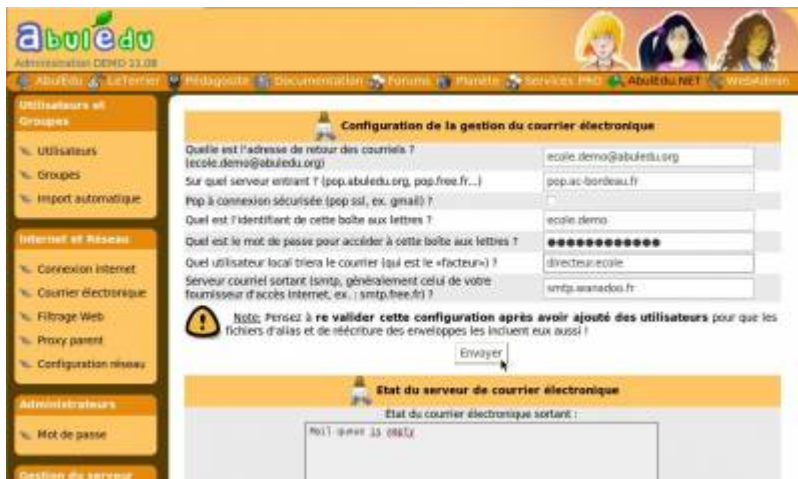 abulEdu
Administration DEMO 11.08
AbulEdu LeTerrier Pédagosite Documentation Forums Planète Services PRO AbulEdu.NET WebAdmin
Utilisateurs et
Groupes
Utilisateurs
Groupes
Import automatique
Internet et Réseau
Connexion internet
Courrier électronique
Filtrage Web
Proxy parent
Configuration réseau
Administrateurs
Mot de passe
Gestion du serveur
Configuration de la gestion du courrier électronique
Quelle est l'adresse de retour des courriels ?
(ecole.demo@abuledu.org)
ecole.demo@abuledu.org
Sur quel serveur entrant ? (pop.abuledu.org, pop.free.fr...)
pop.ac-bordeau.fr
Pop à connexion sécurisée (pop ssl, ex. gmail) ?
Quel est l'identifiant de cette boîte aux lettres ?
ecole.demo
Quel est le mot de passe pour accéder à cette boîte aux lettres ?
●●●●●●●●●●●●
Quel utilisateur local triera le courrier (qui est le «facteur») ?
directeur.ecole
Serveur courriel sortant (smtp, généralement celui de votre
fournisseur d'accès Internet, ex. : smtp.free.fr) ?
smtp.wanadoo.fr
Note: Pensez à re valider cette configuration après avoir ajouté des utilisateurs pour que les
fichiers d'alias et de réécriture des enveloppes les incluent eux aussi !
Envoyer
Etat du serveur de courrier électronique
Etat du courrier électronique sortant :
Mail queue is empty